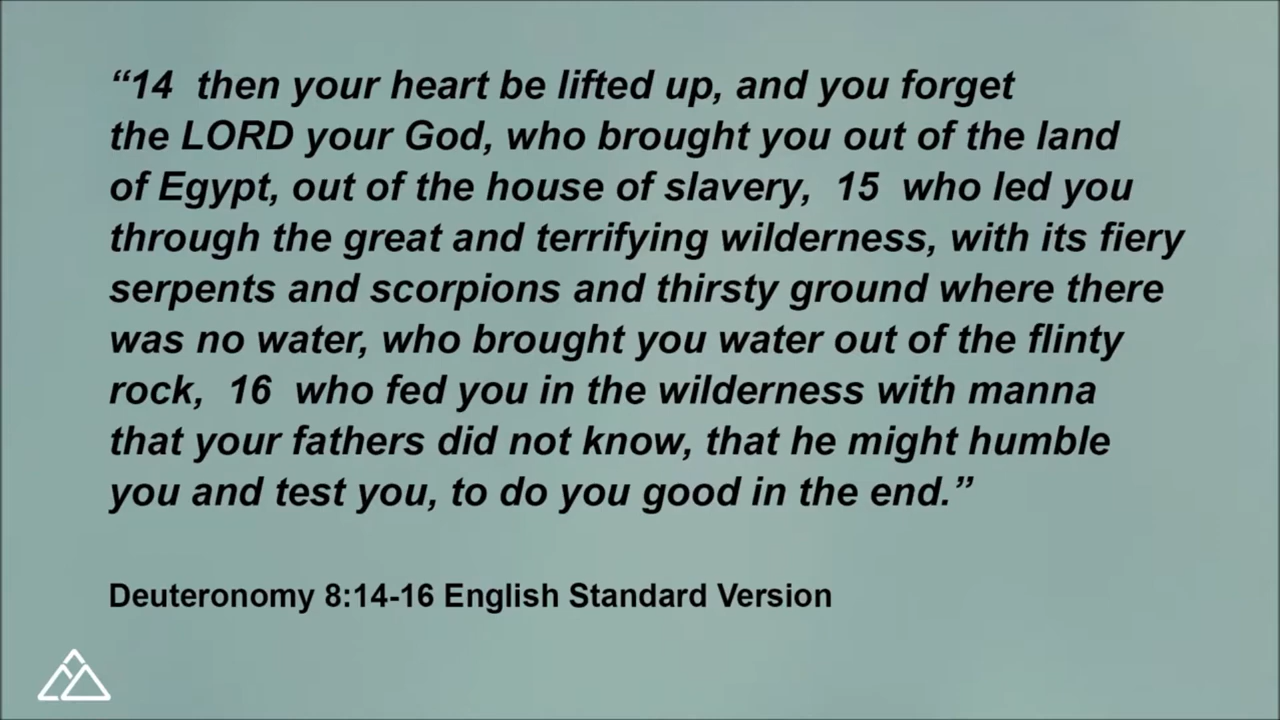 “14  then your heart be lifted up, and you forget
the LORD your God, who brought you out of the land
of Egypt, out of the house of slavery,  15  who led you
through the great and terrifying wilderness, with its fiery
serpents and scorpions and thirsty ground where there
was no water, who brought you water out of the flinty
rock,  16  who fed you in the wilderness with manna
that your fathers did not know, that he might humble
you and test you, to do you good in the end.”
Deuteronomy 8:14-16 English Standard Version